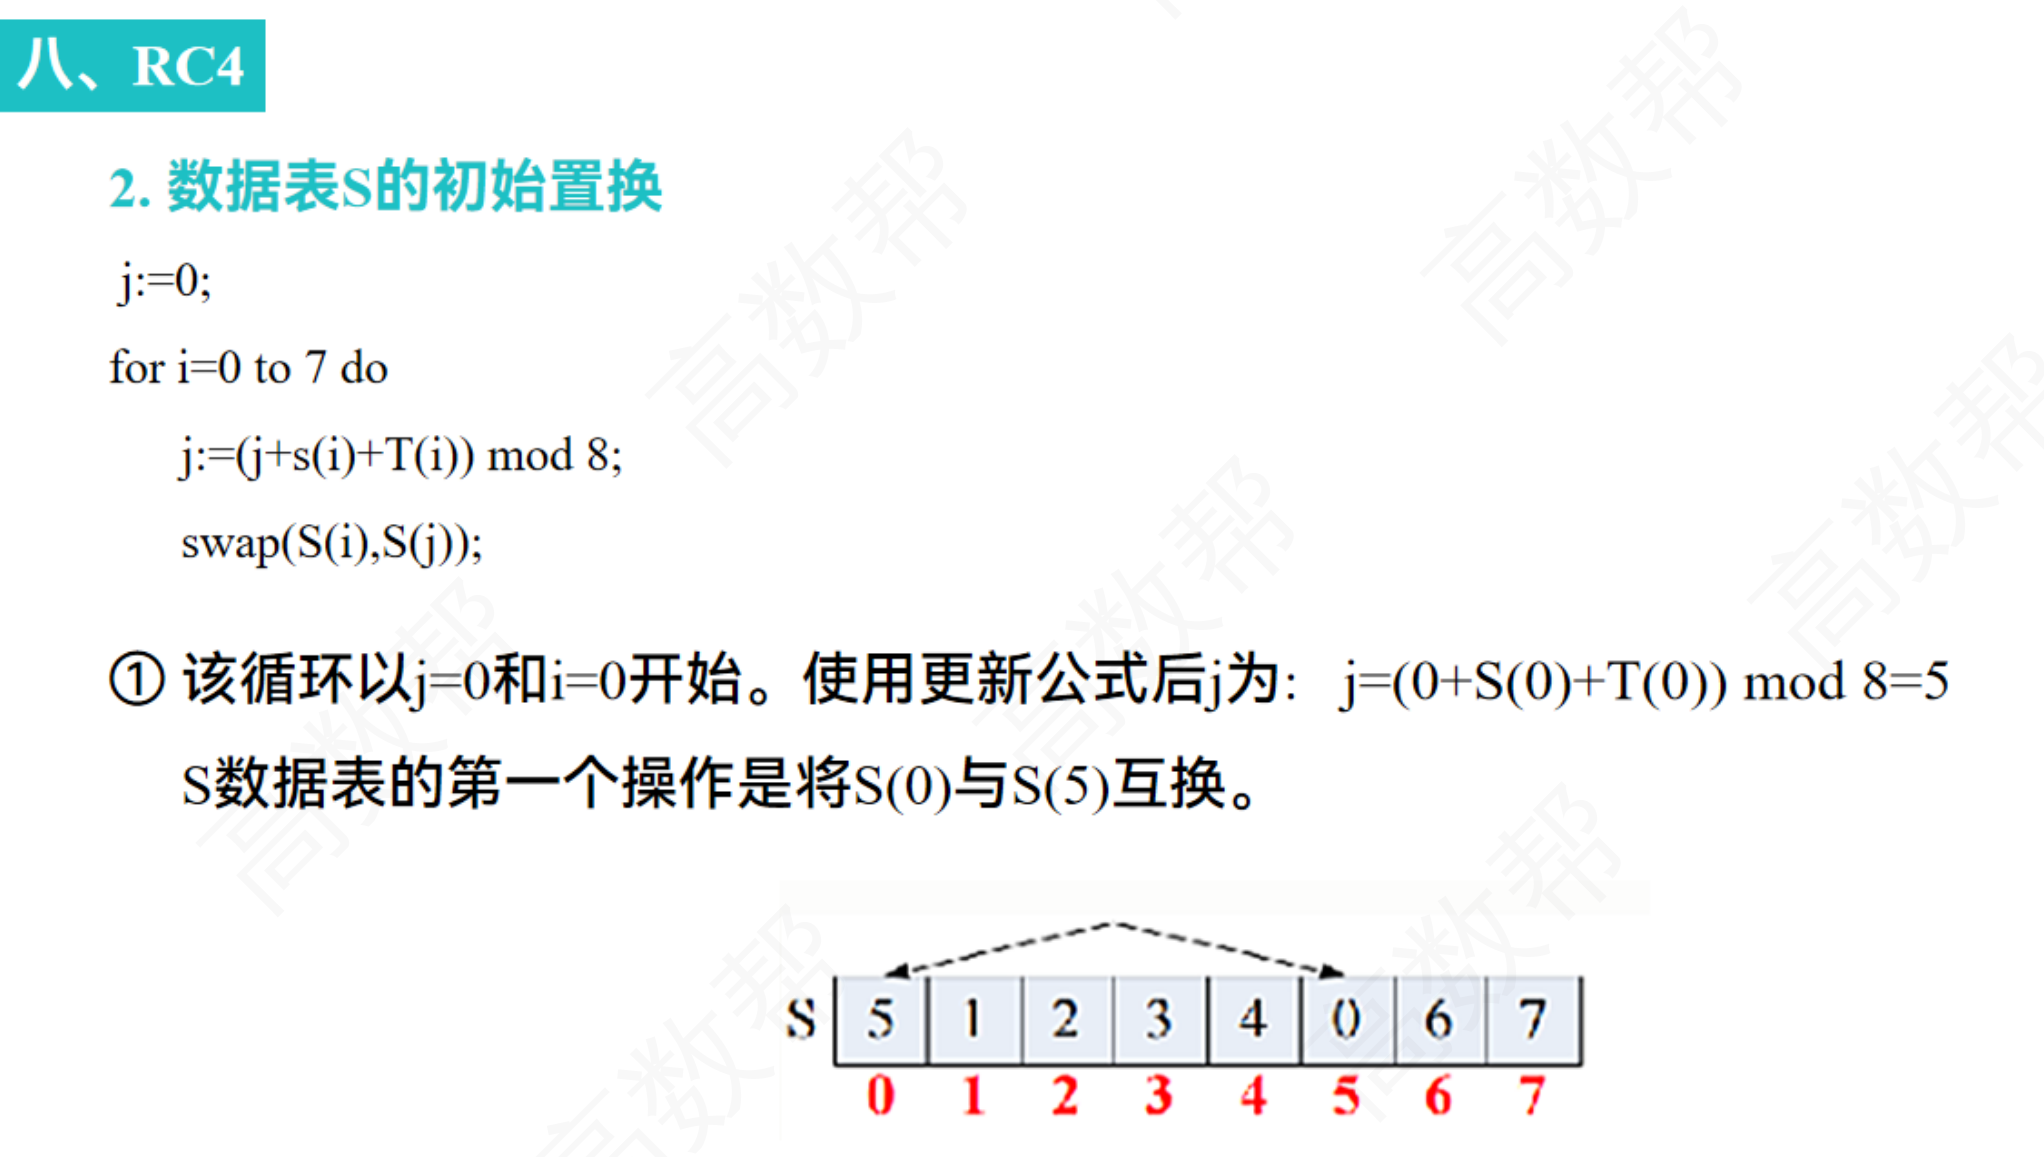 八、RC4
2. 数据表S的初始置换
j:=0;
for i=0 to 7 do
j:=(j+s(i)+T(i)) mod 8;
swap(S(i),S(j));
① 该循环以j=0和i=0开始。使用更新公式后j为: j=(0+S(0)+T(0)) mod 8=5
S数据表的第一个操作是将S(0)与S(5)互换。
S 5 1 2 3 4 0 6 7
0 1 2 3 4 5 6 7
高数帮
高数帮
高数帮
高数帮
高数帮
高数帮
高数帮